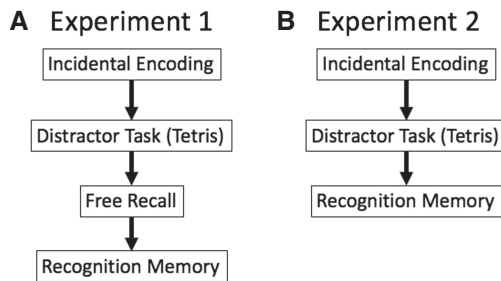 A Experiment 1
Incidental Encoding
Distractor Task (Tetris)
Free Recall
Recognition Memory
B Experiment 2
Incidental Encoding
Distractor Task (Tetris)
Recognition Memory